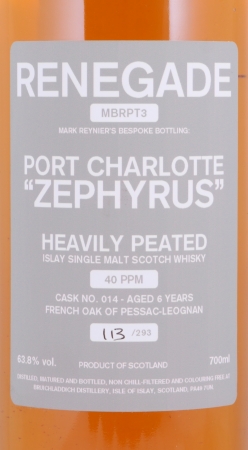 RENEGADE
MBRPT3
MARK REYNIER'S BESPOKE BOTTLING:
PORT CHARLOTTE
"ZEPHYRUS"
HEAVILY PEATED
ISLAY SINGLE MALT SCOTCH WHISKY
40 PPM
CASK NO. 014 - AGED 6 YEARS
FRENCH OAK OF PESSAC-LEOGNAN
113 /293
63.8% vol. PRODUCT OF SCOTLAND 700ml
DISTILLED, MATURED AND BOTTLED, NON CHILL-FILTERED AND COLOURING FREE AT
BRUICHLADDICH DISTILLERY, ISLE OF ISLAY, SCOTLAND, PA49 7UN.